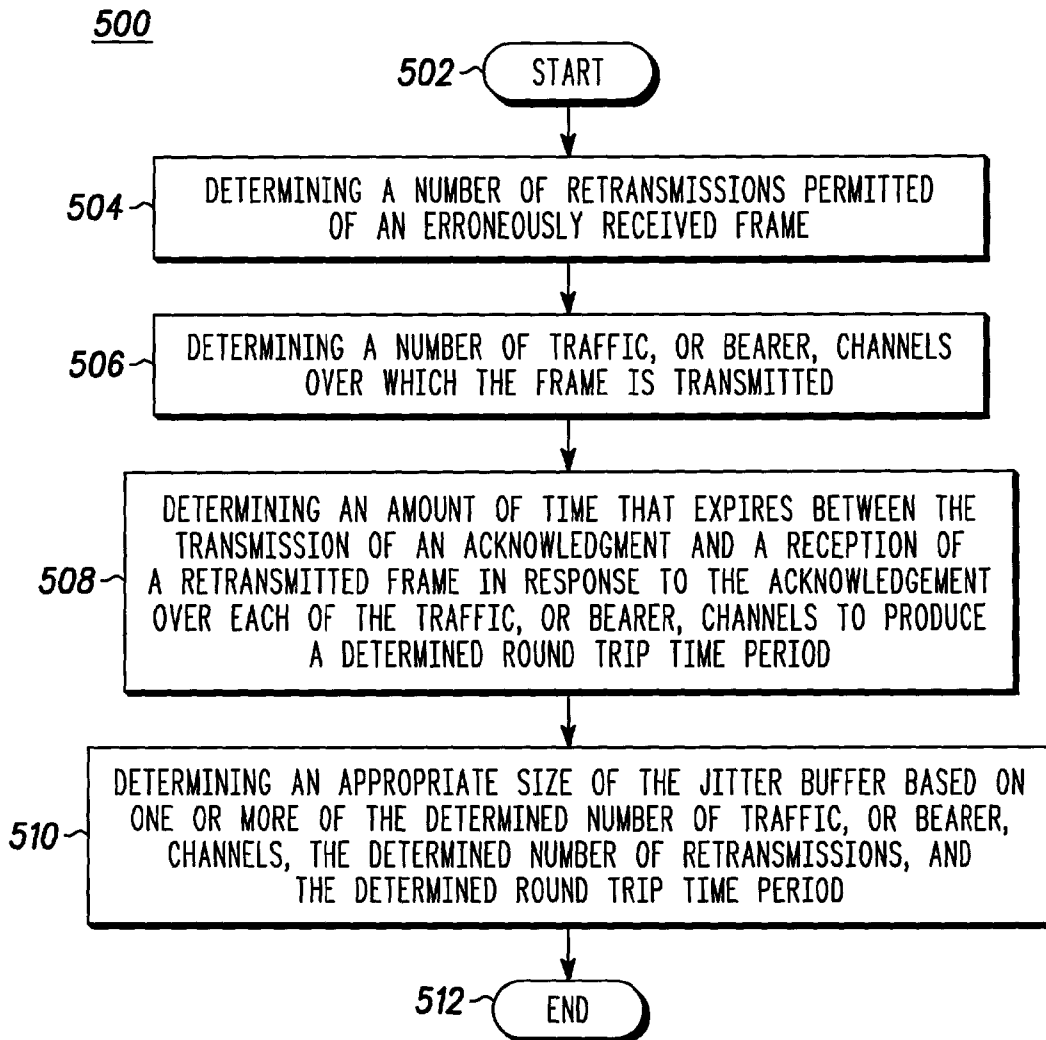 500
502
START
504
DETERMINING A NUMBER OF RETRANSMISSIONS PERMITTED
OF AN ERRONEOUSLY RECEIVED FRAME
506
DETERMINING A NUMBER OF TRAFFIC, OR BEARER, CHANNELS
OVER WHICH THE FRAME IS TRANSMITTED
508
DETERMINING AN AMOUNT OF TIME THAT EXPIRES BETWEEN THE
TRANSMISSION OF AN ACKNOWLEDGMENT AND A RECEPTION OF
A RETRANSMITTED FRAME IN RESPONSE TO THE ACKNOWLEDGEMENT
OVER EACH OF THE TRAFFIC, OR BEARER, CHANNELS TO PRODUCE
A DETERMINED ROUND TRIP TIME PERIOD
510
DETERMINING AN APPROPRIATE SIZE OF THE JITTER BUFFER BASED ON
ONE OR MORE OF THE DETERMINED NUMBER OF TRAFFIC, OR BEARER,
CHANNELS, THE DETERMINED NUMBER OF RETRANSMISSIONS, AND
THE DETERMINED ROUND TRIP TIME PERIOD
512
END